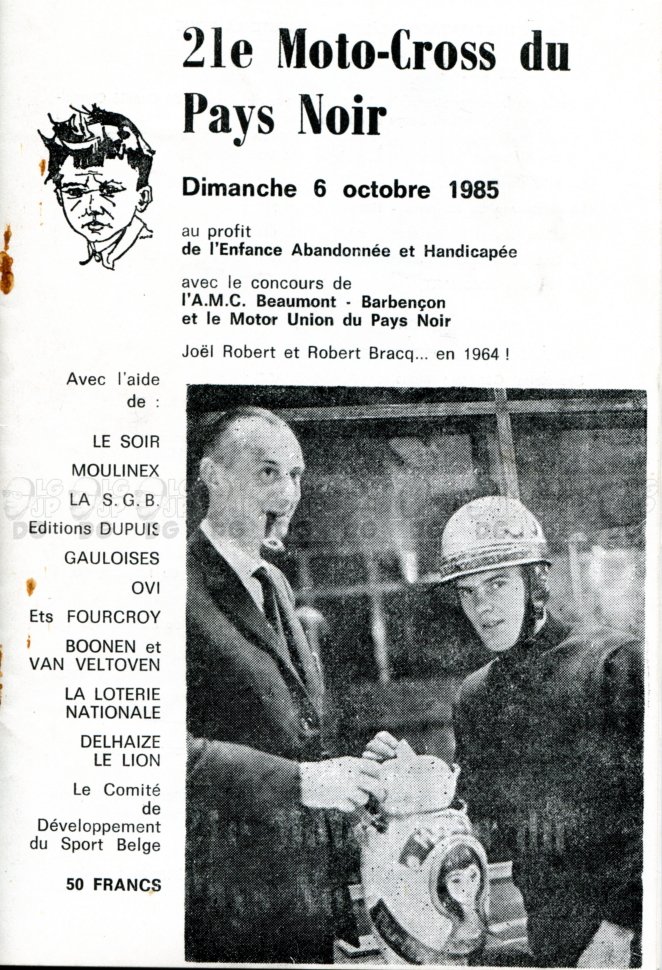 21e Moto-Cross du
Pays Noir
Dimanche 6 octobre 1985
au profit
de l'Enfance Abandonnée et Handicapée
avec le concours de
l'A.M.C. Beaumont - Barbençon
et le Motor Union du Pays Noir
Joël Robert et Robert Bracq... en 1964 !
Avec l'aide
de :
LE SOIR
MOULINEX
LA S.G.B.
Editions DUPUIS
GAULOISES
OVI
Ets FOURCROY
BOONEN et
VAN VELTOVEN
LA LOTERIE
NATIONALE
DELHAIZE
LE LION
Le Comité
de
Développement
du Sport Belge
50 FRANCS